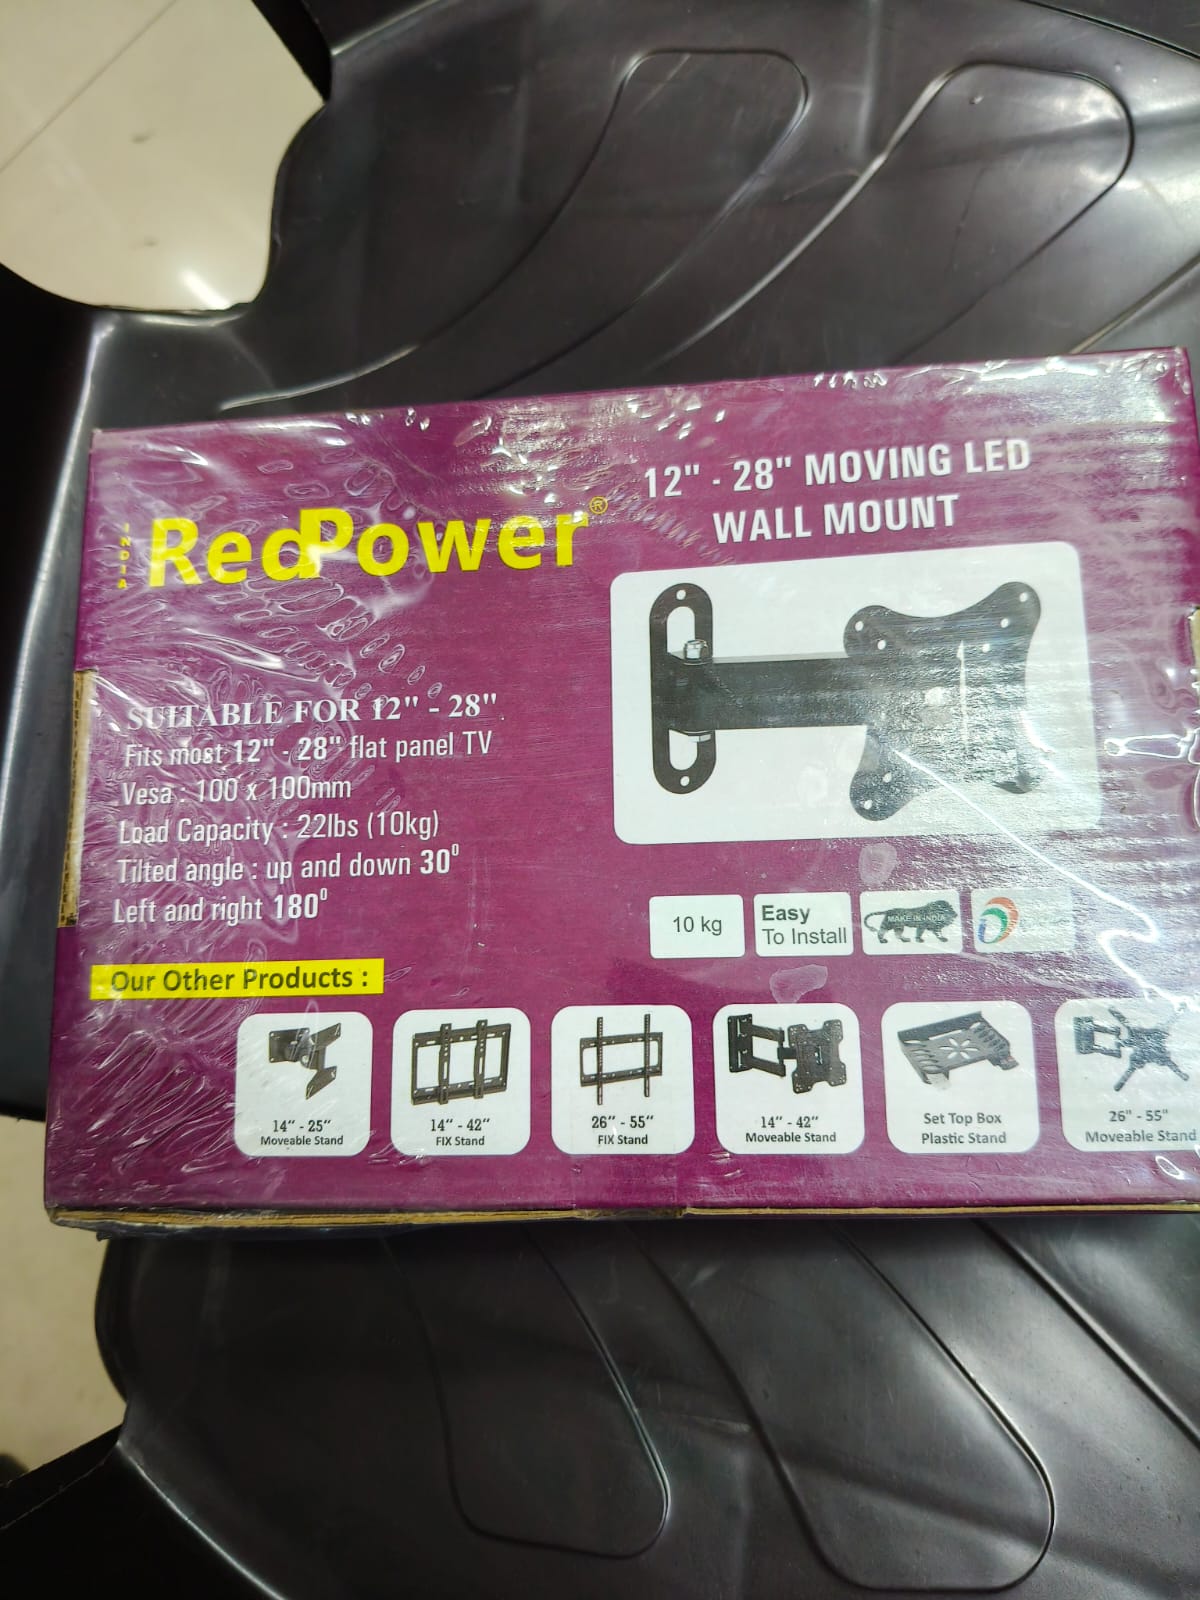 12" - 28" MOVING LED
WALL MOUNT
INDIA
RedPower®
SUITABLE FOR 12" - 28"
Fits most 12" - 28" flat panel TV
Vesa : 100 x 100mm
Load Capacity : 22lbs (10kg)
Tilted angle : up and down 30⁰
Left and right 180⁰
10 kg
Easy
To Install
MAKE IN INDIA
Our Other Products :
14" - 25"
Moveable Stand
14" - 42"
FIX Stand
26" - 55"
FIX Stand
14" - 42"
Moveable Stand
Set Top Box
Plastic Stand
26" - 55"
Moveable Stand